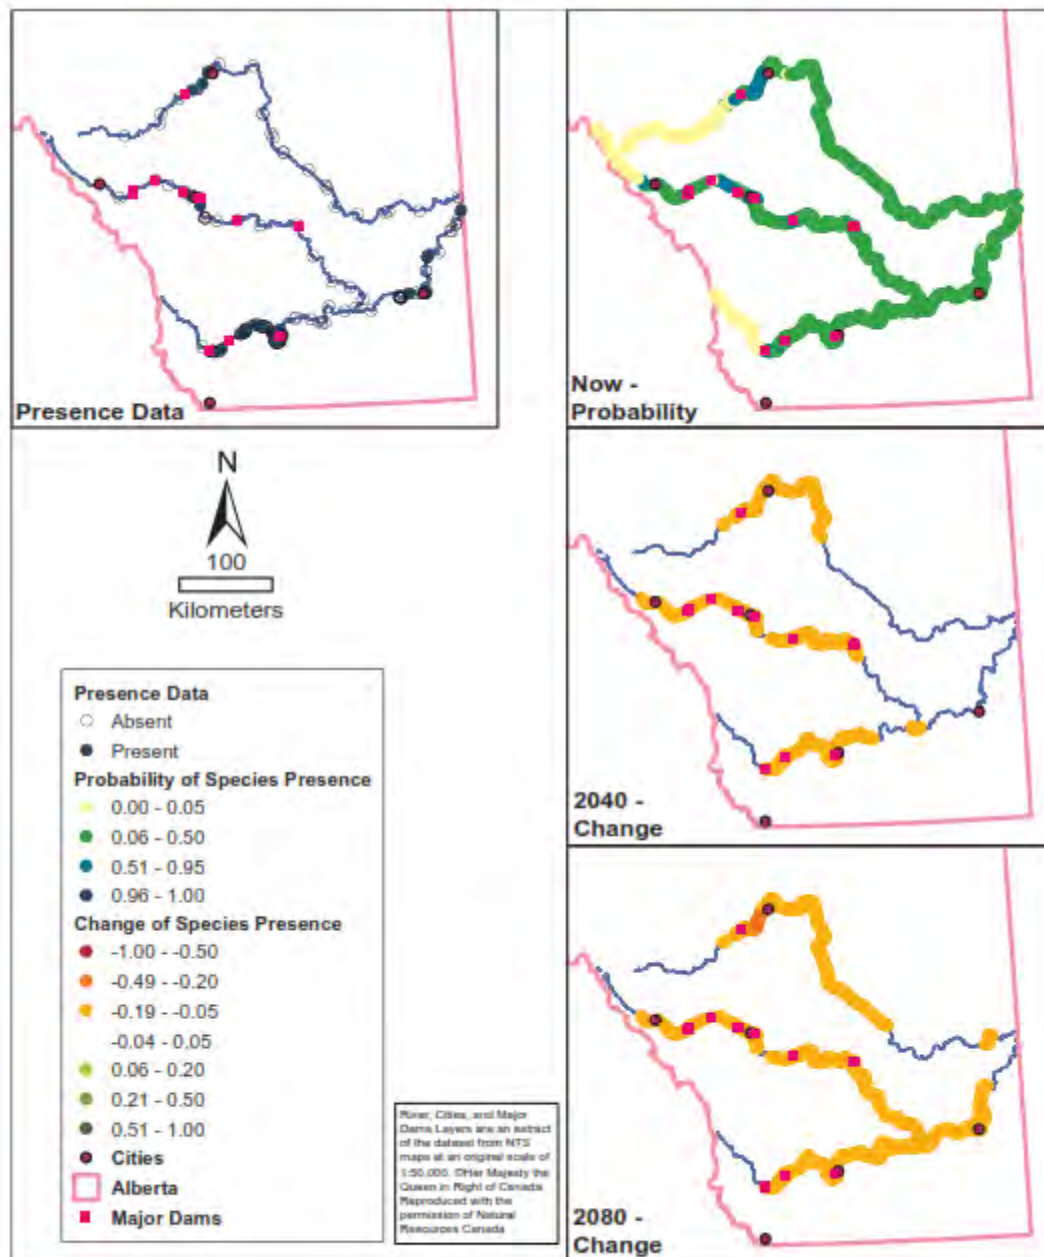 Presence Data
Now -
Probability
N
100
Kilometers
2040 -
Change
Presence Data
Absent
Present
Probability of Species Presence
0.00 - 0.05
0.06 - 0.50
0.51 - 0.95
0.96 - 1.00
Change of Species Presence
-1.00 - -0.50
-0.49 - -0.20
-0.19 - -0.05
-0.04 - 0.05
0.06 - 0.20
0.21 - 0.50
0.51 - 1.00
Cities
Alberta
Major Dams
River, Cities, and Major
Dams Layers are an extract
of the dataset from NTS
maps at an original scale of
1:50,000. ©Her Majesty the
Queen in Right of Canada
Reproduced with the
permission of Natural
Resources Canada
2080 -
Change